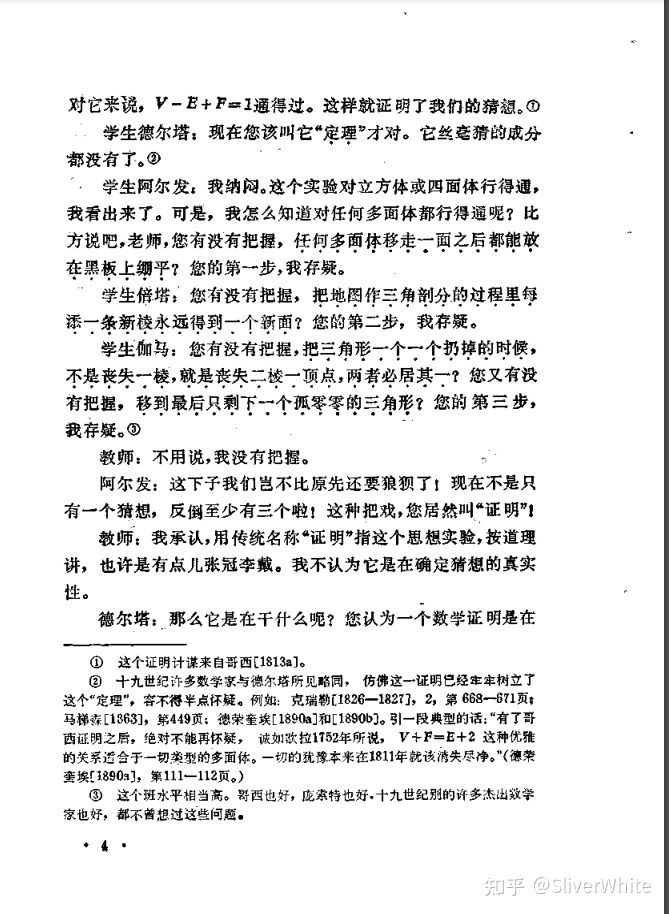 对它来说，V－E＋F＝1通得过。这样就证明了我们的猜想。①
学生德尔塔：现在您该叫它“定理”才对。它丝毫猜的成分
都没有了。②
学生阿尔发：我纳闷。这个实验对立方体或四面体行得通，
我看出来了。可是，我怎么知道对任何多面体都行得通呢？比
方说吧，老师，您有没有把握，任何多面体移走一面之后都能放
在黑板上绷平？您的第一步，我存疑。
学生倍塔：您有没有把握，把地图作三角剖分的过程里每
添一条新棱永远得到一个新面？您的第二步，我存疑。
学生伽马：您有没有把握，把三角形一个一个扔掉的时候，
不是丧失一棱，就是丧失二棱一顶点，两者必居其一？您又有没
有把握，移到最后只剩下一个孤零零的三角形？您的第三步，
我存疑。③
教师：不用说，我没有把握。
阿尔发：这下子我们岂不比原先还要狼狈了！现在不是只
有一个猜想，反倒至少有三个啦！这种把戏，您居然叫“证明”！
教师：我承认，用传统名称“证明”指这个思想实验，按道理
讲，也许是有点儿张冠李戴。我不认为它是在确定猜想的真实
性。
德尔塔：那么它是在干什么呢？您认为一个数学证明是在
① 这个证明计谋来自哥西[1813a]。
② 十九世纪许多数学家与德尔塔所见略同，仿佛这一证明已经牢牢树立了
这个“定理”，容不得半点怀疑。例如：克瑞勒[1826—1827]，2，第668—671页；
马梯森[1863]，第449页；德荣奎埃[1890a]和[1890b]。引一段典型的话：“有了哥
西证明之后，绝对不能再怀疑，诚如欧拉1752年所说，V＋F＝E＋2 这种优雅
的关系适合于一切类型的多面体。一切的犹豫本来在1811年就该消失尽净。”（德荣
奎埃[1890a]，第111—112页。）
③ 这个班水平相当高。哥西也好，庞索特也好，十九世纪别的许多杰出数学
家也好，都不曾想过这些问题。
· 4 ·
知乎 @SliverWhite